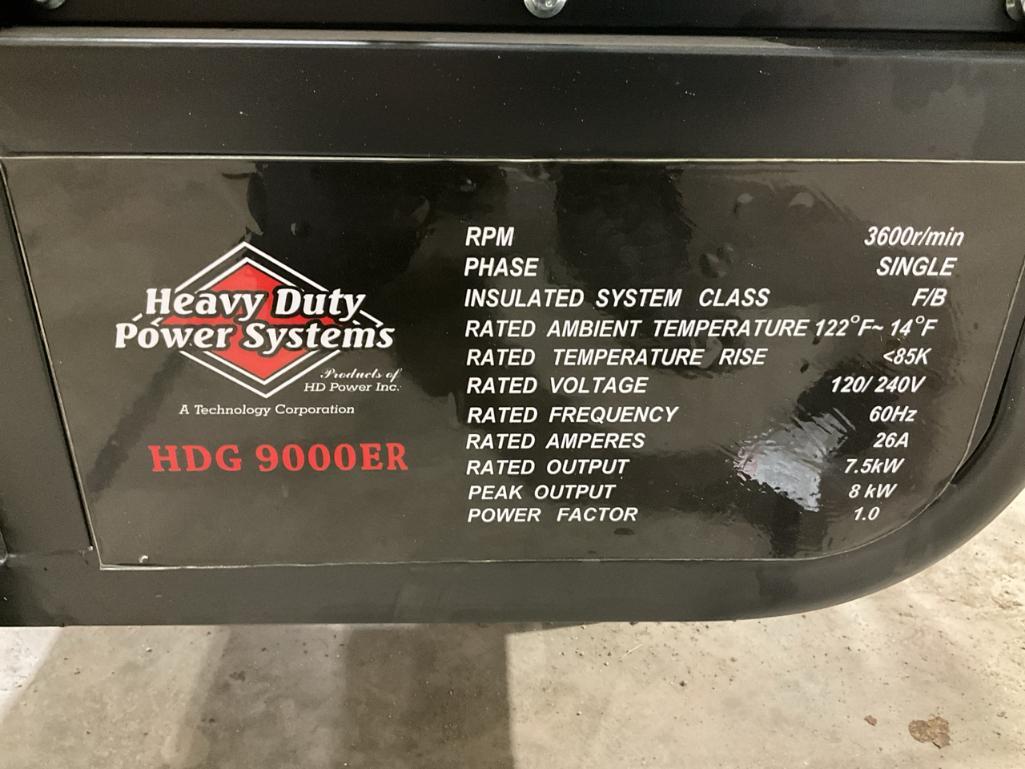 Heavy Duty
Power Systems
Products of
HD Power Inc.
A Technology Corporation
HDG 9000ER
RPM 3600r/min
PHASE SINGLE
INSULATED SYSTEM CLASS F/B
RATED AMBIENT TEMPERATURE 122°F~ 14°F
RATED TEMPERATURE RISE <85K
RATED VOLTAGE 120/240V
RATED FREQUENCY 60Hz
RATED AMPERES 26A
RATED OUTPUT 7.5kW
PEAK OUTPUT 8 kW
POWER FACTOR 1.0